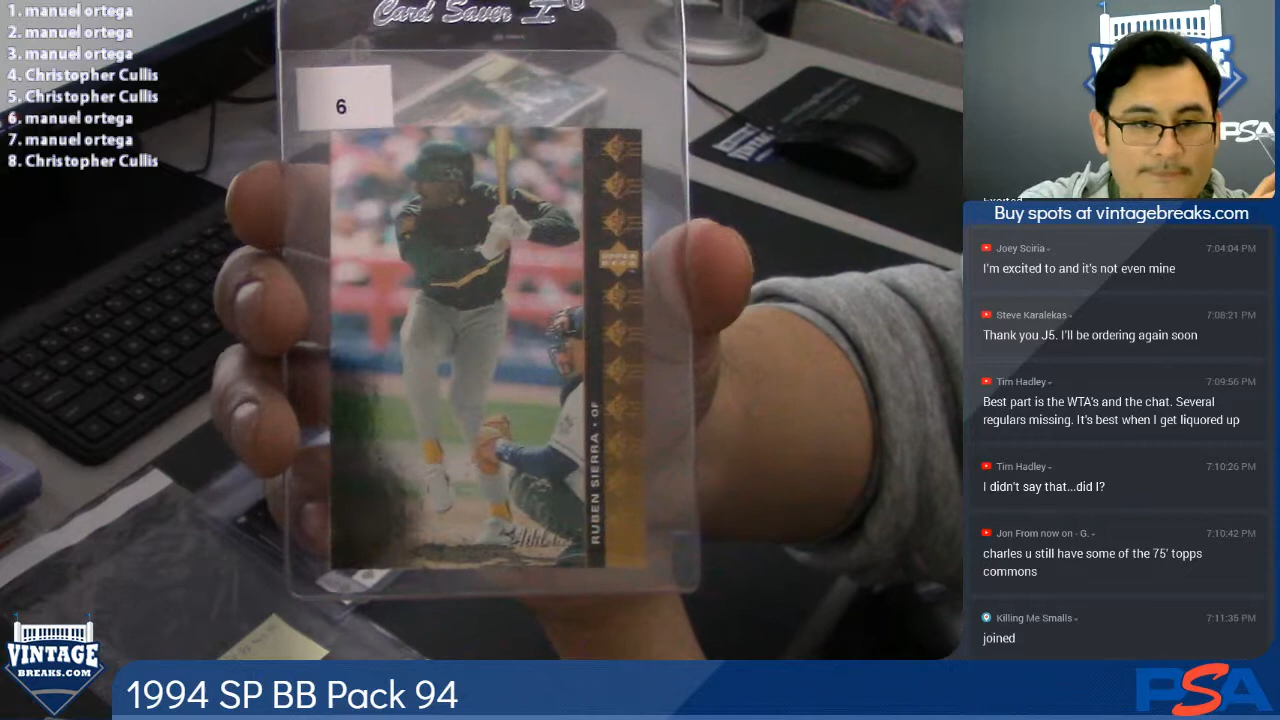 1. manuel ortega
2. manuel ortega
3. manuel ortega
4. Christopher Cullis
5. Christopher Cullis
6. manuel ortega
7. manuel ortega
8. Christopher Cullis
Card Saver I®
6
UPPER DECK
RUBEN SIERRA • OF
PSA
Buy spots at vintagebreaks.com
Joey Sciria
7:04:04 PM
I'm excited to and it's not even mine
Steve Karalekas
7:08:21 PM
Thank you J5. I'll be ordering again soon
Tim Hadley
7:09:56 PM
Best part is the WTA's and the chat. Several
regulars missing. It's best when I get liquored up
Tim Hadley
7:10:26 PM
I didn't say that...did I?
Jon From now on - G.
7:10:42 PM
charles u still have some of the 75' topps
commons
Killing Me Smalls
7:11:35 PM
joined
VINTAGE
BREAKS.COM
1994 SP BB Pack 94
PSA